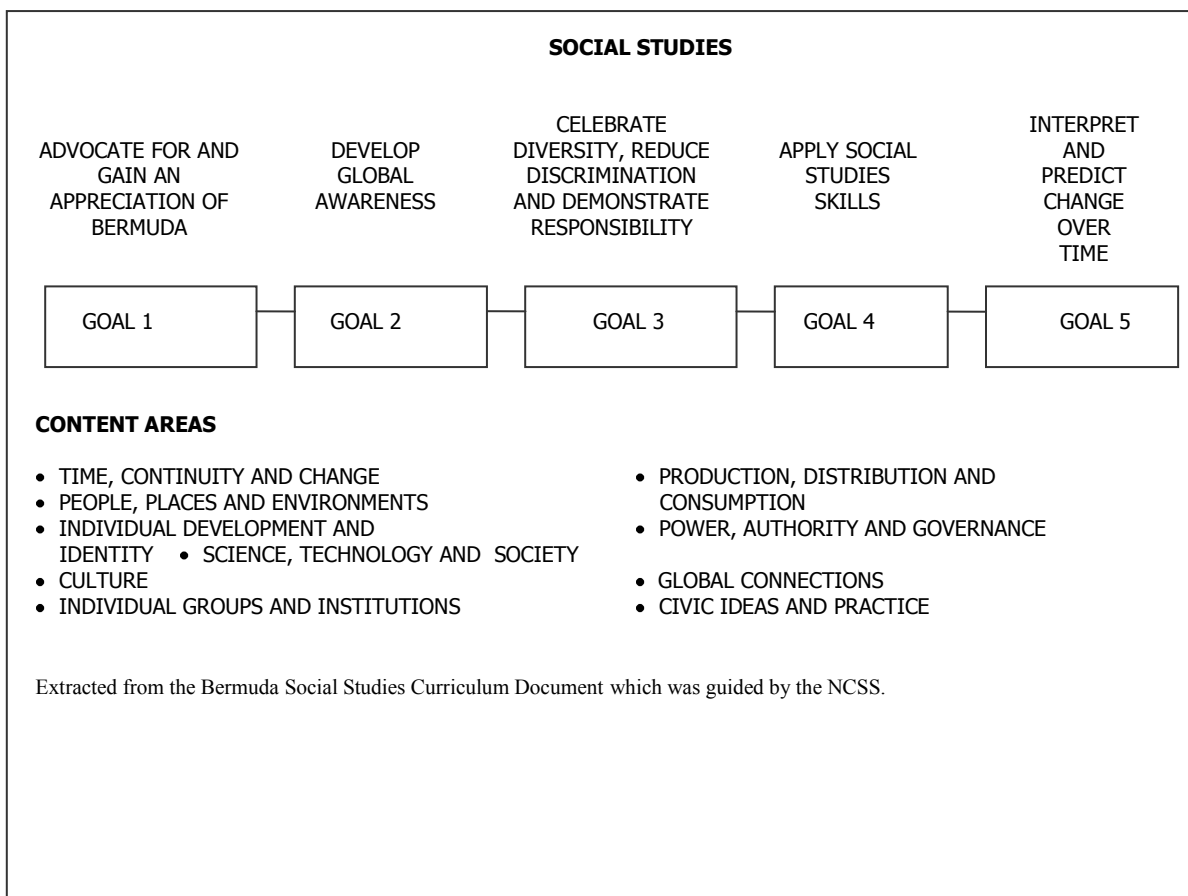 SOCIAL STUDIES
ADVOCATE FOR AND
GAIN AN
APPRECIATION OF
BERMUDA
DEVELOP
GLOBAL
AWARENESS
CELEBRATE
DIVERSITY, REDUCE
DISCRIMINATION
AND DEMONSTRATE
RESPONSIBILITY
APPLY SOCIAL
STUDIES
SKILLS
INTERPRET
AND
PREDICT
CHANGE
OVER
TIME
GOAL 1
GOAL 2
GOAL 3
GOAL 4
GOAL 5
CONTENT AREAS
• TIME, CONTINUITY AND CHANGE
• PEOPLE, PLACES AND ENVIRONMENTS
• INDIVIDUAL DEVELOPMENT AND
IDENTITY • SCIENCE, TECHNOLOGY AND SOCIETY
• CULTURE
• INDIVIDUAL GROUPS AND INSTITUTIONS
• PRODUCTION, DISTRIBUTION AND
CONSUMPTION
• POWER, AUTHORITY AND GOVERNANCE
• GLOBAL CONNECTIONS
• CIVIC IDEAS AND PRACTICE
Extracted from the Bermuda Social Studies Curriculum Document which was guided by the NCSS.